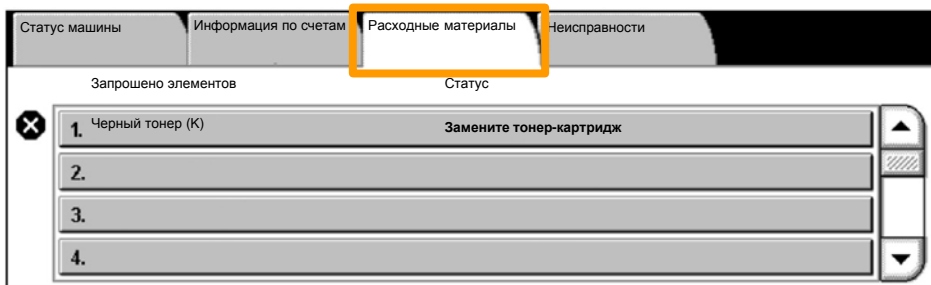 Статус машины Информация по счетам Расходные материалы Неисправности
Запрошено элементов Статус
1. Черный тонер (K) Замените тонер-картридж
2.
3.
4.